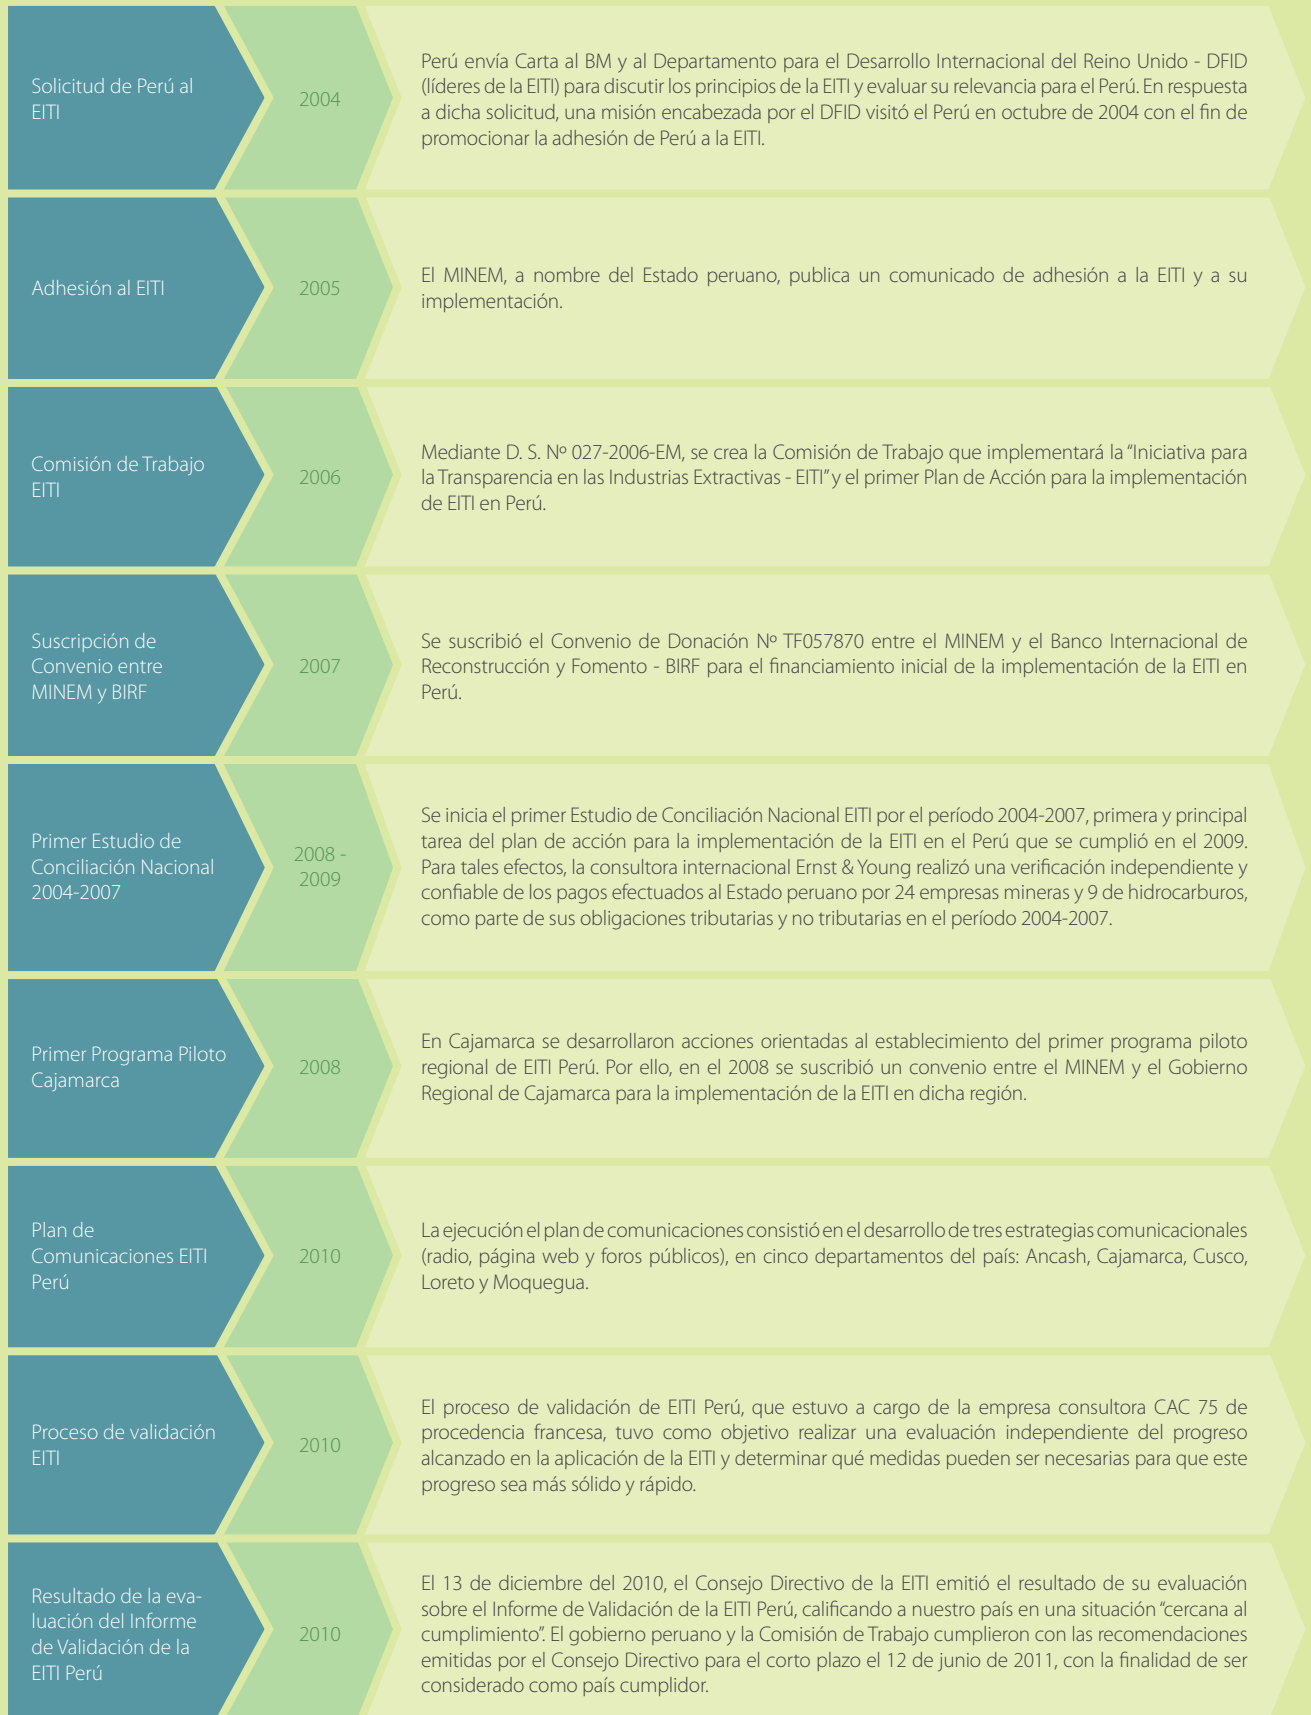 Solicitud de Perú al
EITI
2004
Perú envía Carta al BM y al Departamento para el Desarrollo Internacional del Reino Unido - DFID
(líderes de la EITI) para discutir los principios de la EITI y evaluar su relevancia para el Perú. En respuesta
a dicha solicitud, una misión encabezada por el DFID visitó el Perú en octubre de 2004 con el fin de
promocionar la adhesión de Perú a la EITI.
Adhesión al EITI
2005
El MINEM, a nombre del Estado peruano, publica un comunicado de adhesión a la EITI y a su
implementación.
Comisión de Trabajo
EITI
2006
Mediante D. S. Nº 027-2006-EM, se crea la Comisión de Trabajo que implementará la “Iniciativa para
la Transparencia en las Industrias Extractivas - EITI” y el primer Plan de Acción para la implementación
de EITI en Perú.
Suscripción de
Convenio entre
MINEM y BIRF
2007
Se suscribió el Convenio de Donación Nº TF057870 entre el MINEM y el Banco Internacional de
Reconstrucción y Fomento - BIRF para el financiamiento inicial de la implementación de la EITI en
Perú.
Primer Estudio de
Conciliación Nacional
2004-2007
2008 -
2009
Se inicia el primer Estudio de Conciliación Nacional EITI por el período 2004-2007, primera y principal
tarea del plan de acción para la implementación de la EITI en el Perú que se cumplió en el 2009.
Para tales efectos, la consultora internacional Ernst & Young realizó una verificación independiente y
confiable de los pagos efectuados al Estado peruano por 24 empresas mineras y 9 de hidrocarburos,
como parte de sus obligaciones tributarias y no tributarias en el período 2004-2007.
Primer Programa Piloto
Cajamarca
2008
En Cajamarca se desarrollaron acciones orientadas al establecimiento del primer programa piloto
regional de EITI Perú. Por ello, en el 2008 se suscribió un convenio entre el MINEM y el Gobierno
Regional de Cajamarca para la implementación de la EITI en dicha región.
Plan de
Comunicaciones EITI
Perú
2010
La ejecución el plan de comunicaciones consistió en el desarrollo de tres estrategias comunicacionales
(radio, página web y foros públicos), en cinco departamentos del país: Ancash, Cajamarca, Cusco,
Loreto y Moquegua.
Proceso de validación
EITI
2010
El proceso de validación de EITI Perú, que estuvo a cargo de la empresa consultora CAC 75 de
procedencia francesa, tuvo como objetivo realizar una evaluación independiente del progreso
alcanzado en la aplicación de la EITI y determinar qué medidas pueden ser necesarias para que este
progreso sea más sólido y rápido.
Resultado de la eva-
luación del Informe
de Validación de la
EITI Perú
2010
El 13 de diciembre del 2010, el Consejo Directivo de la EITI emitió el resultado de su evaluación
sobre el Informe de Validación de la EITI Perú, calificando a nuestro país en una situación “cercana al
cumplimiento”. El gobierno peruano y la Comisión de Trabajo cumplieron con las recomendaciones
emitidas por el Consejo Directivo para el corto plazo el 12 de junio de 2011, con la finalidad de ser
considerado como país cumplidor.